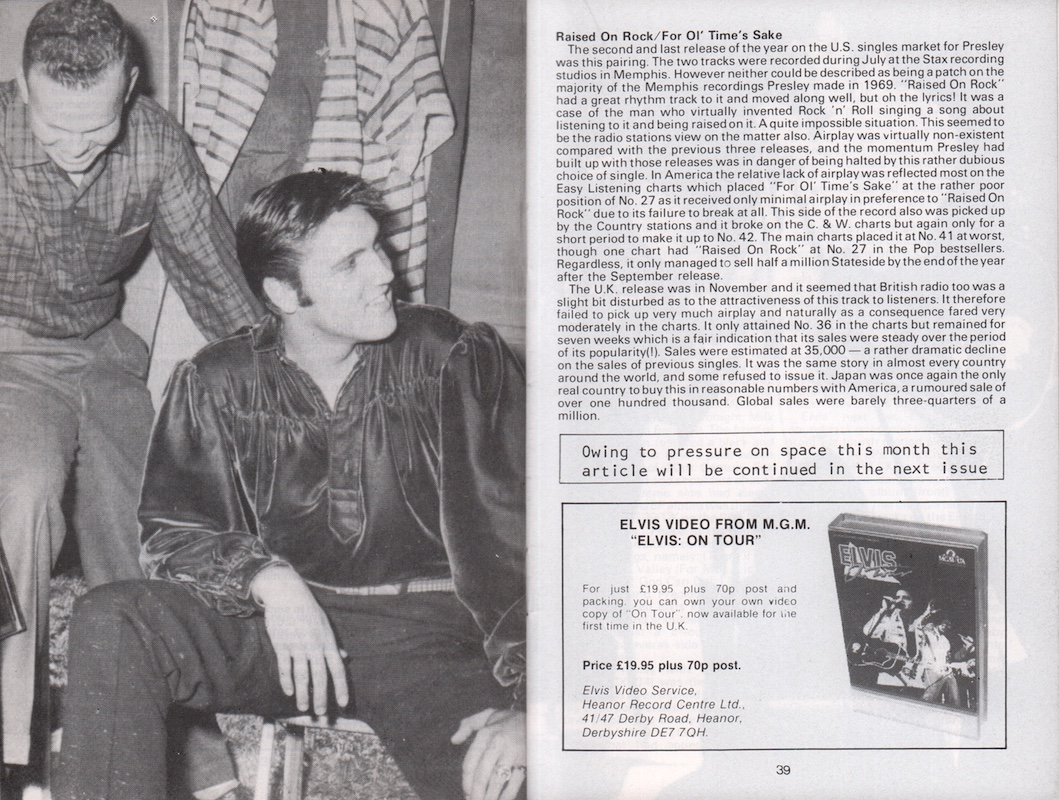 Raised On Rock/For Ol' Time's Sake
The second and last release of the year on the U.S. singles market for Presley
was this pairing. The two tracks were recorded during July at the Stax recording
studios in Memphis. However neither could be described as being a patch on the
majority of the Memphis recordings Presley made in 1969. "Raised On Rock"
had a great rhythm track to it and moved along well, but oh the lyrics! It was a
case of the man who virtually invented Rock 'n' Roll singing a song about
listening to it and being raised on it. A quite impossible situation. This seemed to
be the radio stations view on the matter also. Airplay was virtually non-existent
compared with the previous three releases, and the momentum Presley had
built up with those releases was in danger of being halted by this rather dubious
choice of single. In America the relative lack of airplay was reflected most on the
Easy Listening charts which placed "For Ol' Time's Sake" at the rather poor
position of No. 27 as it received only minimal airplay in preference to "Raised On
Rock" due to its failure to break at all. This side of the record also was picked up
by the Country stations and it broke on the C. & W. charts but again only for a
short period to make it up to No. 42. The main charts placed it at No. 41 at worst,
though one chart had "Raised On Rock" at No. 27 in the Pop bestsellers.
Regardless, it only managed to sell half a million Stateside by the end of the year
after the September release.
The U.K. release was in November and it seemed that British radio too was a
slight bit disturbed as to the attractiveness of this track to listeners. It therefore
failed to pick up very much airplay and naturally as a consequence fared very
moderately in the charts. It only attained No. 36 in the charts but remained for
seven weeks which is a fair indication that its sales were steady over the period
of its popularity(!). Sales were estimated at 35,000 — a rather dramatic decline
on the sales of previous singles. It was the same story in almost every country
around the world, and some refused to issue it. Japan was once again the only
real country to buy this in reasonable numbers with America, a rumoured sale of
over one hundred thousand. Global sales were barely three-quarters of a
million.
Owing to pressure on space this month this
article will be continued in the next issue
ELVIS VIDEO FROM M.G.M.
"ELVIS: ON TOUR"
For just £19.95 plus 70p post and
packing. you can own your own video
copy of "On Tour", now available for the
first time in the U.K.
Price £19.95 plus 70p post.
Elvis Video Service,
Heanor Record Centre Ltd.,
41/47 Derby Road, Heanor,
Derbyshire DE7 7QH.
ELVIS
39